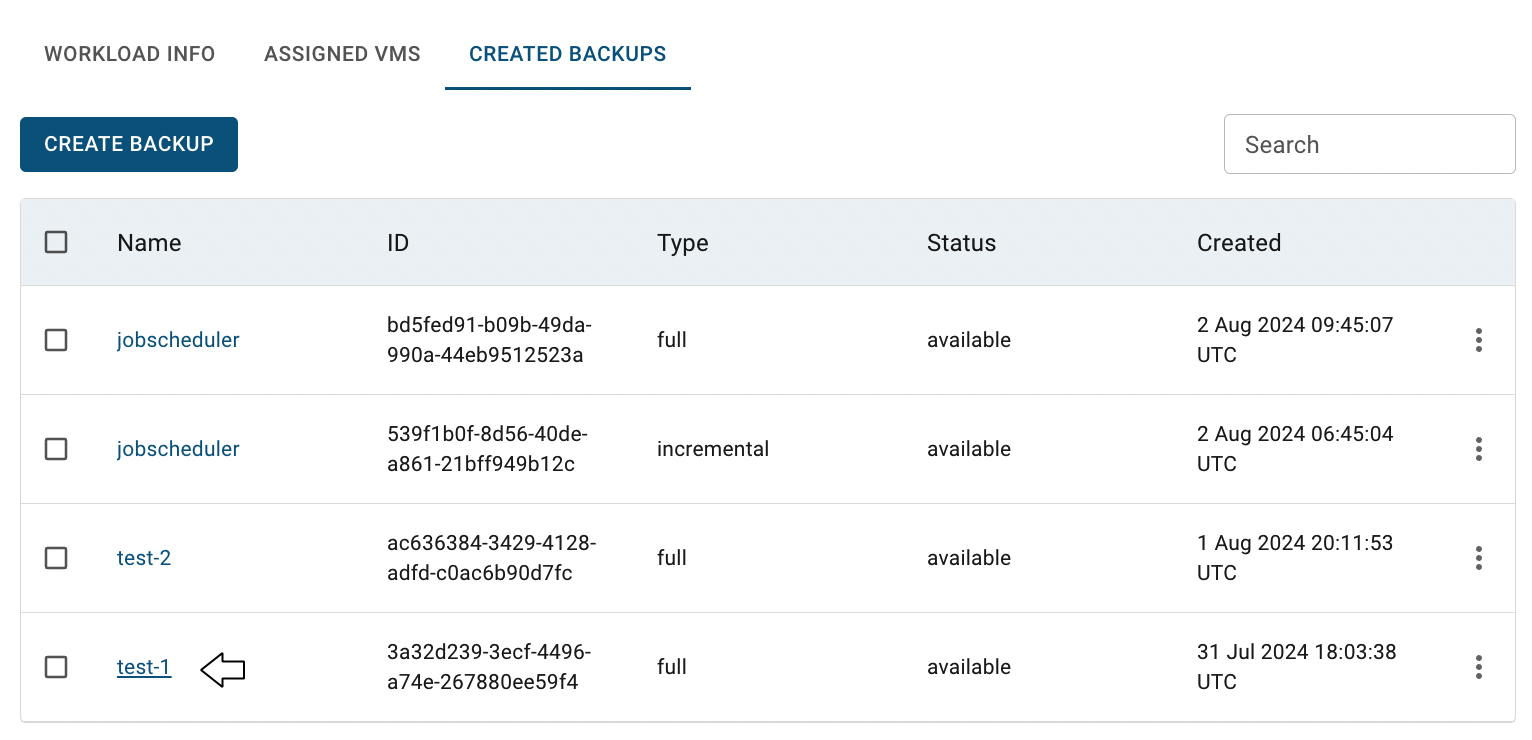 WORKLOAD INFO ASSIGNED VMS CREATED BACKUPS
CREATE BACKUP Search
Name ID Type Status Created
jobscheduler bd5fed91-b09b-49da- full available 2 Aug 2024 09:45:07
990a-44eb9512523a UTC
jobscheduler 539f1b0f-8d56-40de- incremental available 2 Aug 2024 06:45:04
a861-21bff949b12c UTC
test-2 ac636384-3429-4128- full available 1 Aug 2024 20:11:53
adfd-c0ac6b90d7fc UTC
test-1 3a32d239-3ecf-4496- full available 31 Jul 2024 18:03:38
a74e-267880ee59f4 UTC